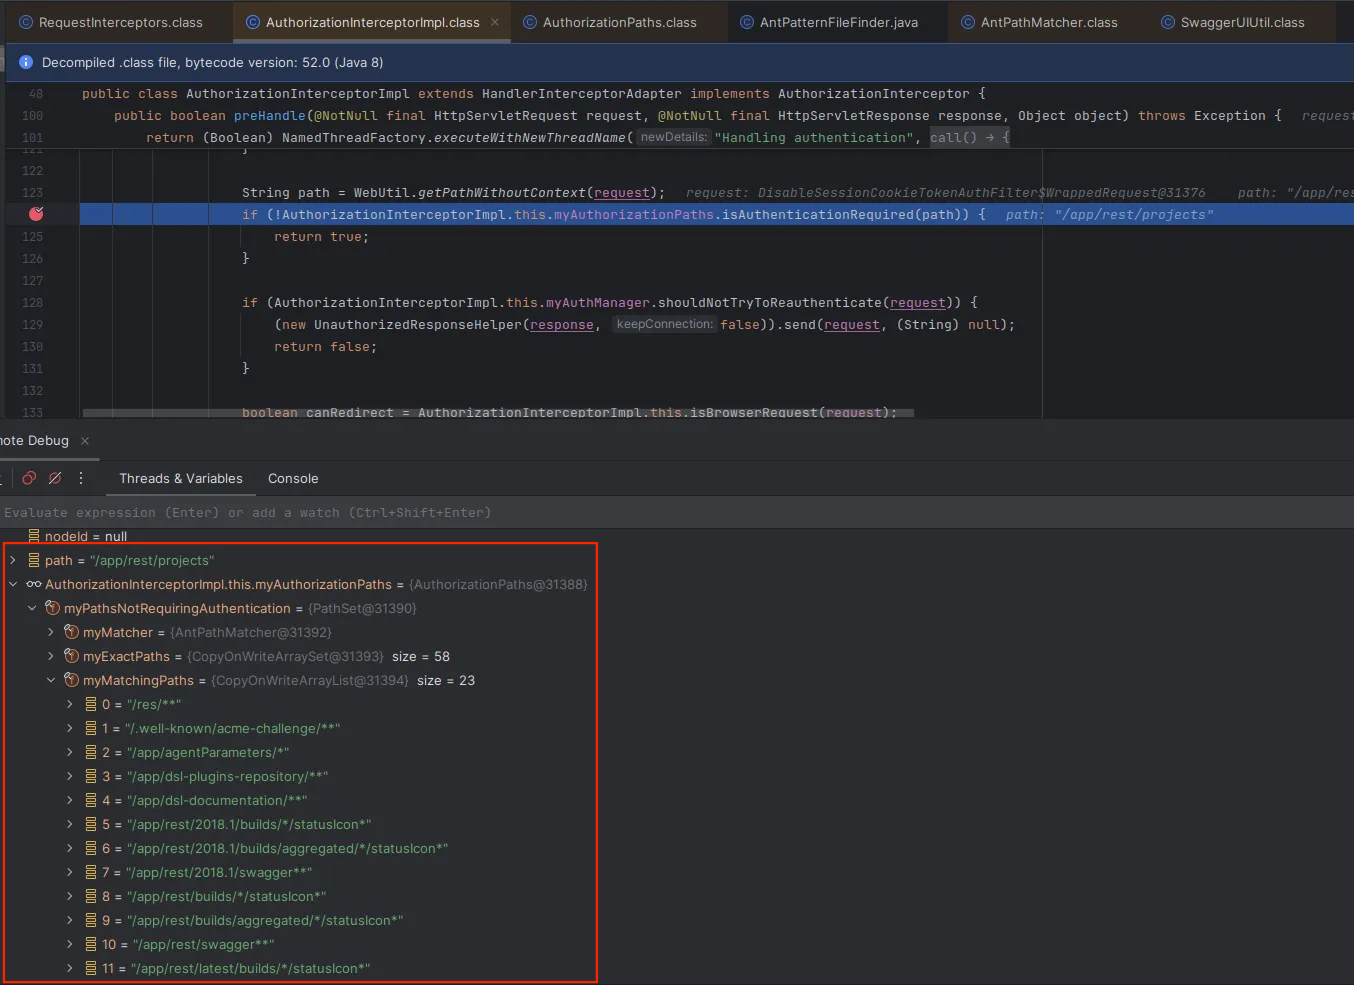 RequestInterceptors.class AuthorizationInterceptorImpl.class × AuthorizationPaths.class AntPatternFileFinder.java AntPathMatcher.class SwaggerUIUtil.class
Decompiled .class file, bytecode version: 52.0 (Java 8)
48 public class AuthorizationInterceptorImpl extends HandlerInterceptorAdapter implements AuthorizationInterceptor {
100 public boolean preHandle(@NotNull final HttpServletRequest request, @NotNull final HttpServletResponse response, Object object) throws Exception { request
101 return (Boolean) NamedThreadFactory.executeWithNewThreadName( newDetails: "Handling authentication", call() → {
121 }
122
123 String path = WebUtil.getPathWithoutContext(request); request: DisableSessionCookieTokenAuthFilter$WrappedRequest@31376 path: "/app/res
if (!AuthorizationInterceptorImpl.this.myAuthorizationPaths.isAuthenticationRequired(path)) { path: "/app/rest/projects"
125 return true;
126 }
127
128 if (AuthorizationInterceptorImpl.this.myAuthManager.shouldNotTryToReauthenticate(request)) {
129 (new UnauthorizedResponseHelper(response, keepConnection: false)).send(request, (String) null);
130 return false;
131 }
132
133 boolean canRedirect = AuthorizationInterceptorImpl.this.isBrowserRequest(request);
note Debug ×
Threads & Variables Console
Evaluate expression (Enter) or add a watch (Ctrl+Shift+Enter)
nodeId = null
path = "/app/rest/projects"
AuthorizationInterceptorImpl.this.myAuthorizationPaths = {AuthorizationPaths@31388}
myPathsNotRequiringAuthentication = {PathSet@31390}
myMatcher = {AntPathMatcher@31392}
myExactPaths = {CopyOnWriteArraySet@31393} size = 58
myMatchingPaths = {CopyOnWriteArrayList@31394} size = 23
0 = "/res/**"
1 = "/.well-known/acme-challenge/**"
2 = "/app/agentParameters/*"
3 = "/app/dsl-plugins-repository/**"
4 = "/app/dsl-documentation/**"
5 = "/app/rest/2018.1/builds/*/statusIcon*"
6 = "/app/rest/2018.1/builds/aggregated/*/statusIcon*"
7 = "/app/rest/2018.1/swagger**"
8 = "/app/rest/builds/*/statusIcon*"
9 = "/app/rest/builds/aggregated/*/statusIcon*"
10 = "/app/rest/swagger**"
11 = "/app/rest/latest/builds/*/statusIcon*"